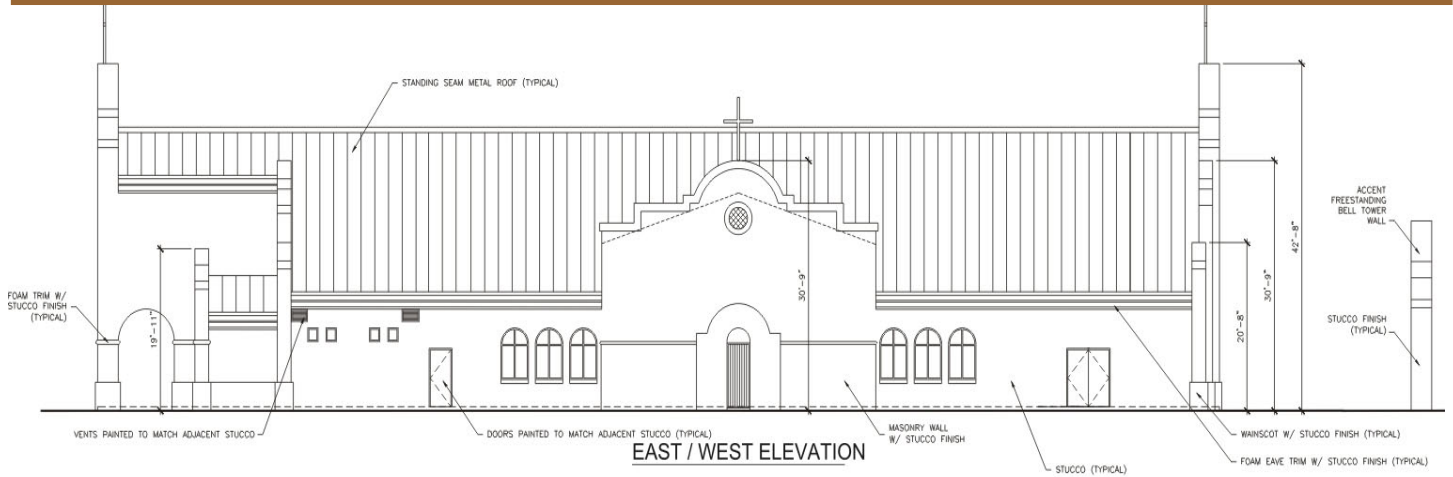 STANDING SEAM METAL ROOF (TYPICAL)
ACCENT
FREESTANDING
BELL TOWER
WALL
42'-8"
30'-9"
30'-9"
20'-8"
19'-11"
FOAM TRIM W/
STUCCO FINISH
(TYPICAL)
STUCCO FINISH
(TYPICAL)
VENTS PAINTED TO MATCH ADJACENT STUCCO
DOORS PAINTED TO MATCH ADJACENT STUCCO (TYPICAL)
MASONRY WALL
W/ STUCCO FINISH
WAINSCOT W/ STUCCO FINISH (TYPICAL)
FOAM EAVE TRIM W/ STUCCO FINISH (TYPICAL)
STUCCO (TYPICAL)
EAST / WEST ELEVATION